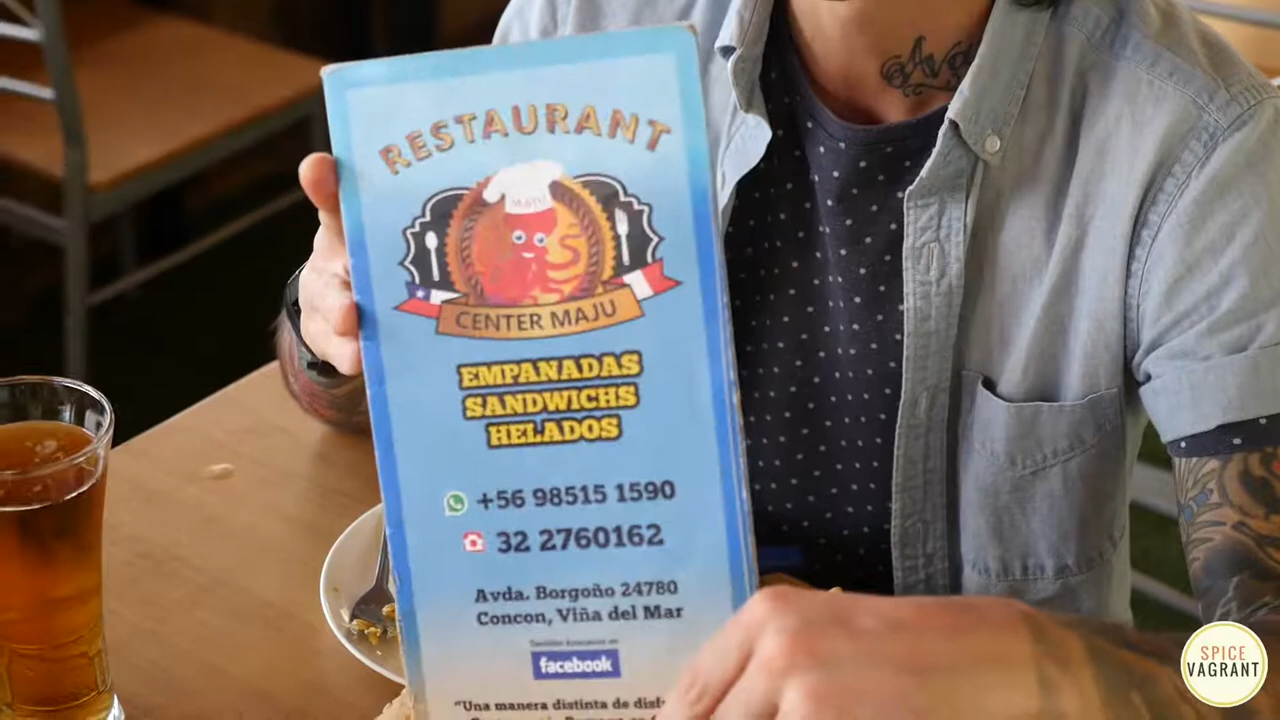 RESTAURANT
MAJU
CENTER MAJU
EMPANADAS
SANDWICHS
HELADOS
+56 98515 1590
32 2760162
Avda. Borgoño 24780
Concon, Viña del Mar
facebook
"Una manera distinta de
SPICE
VAGRANT